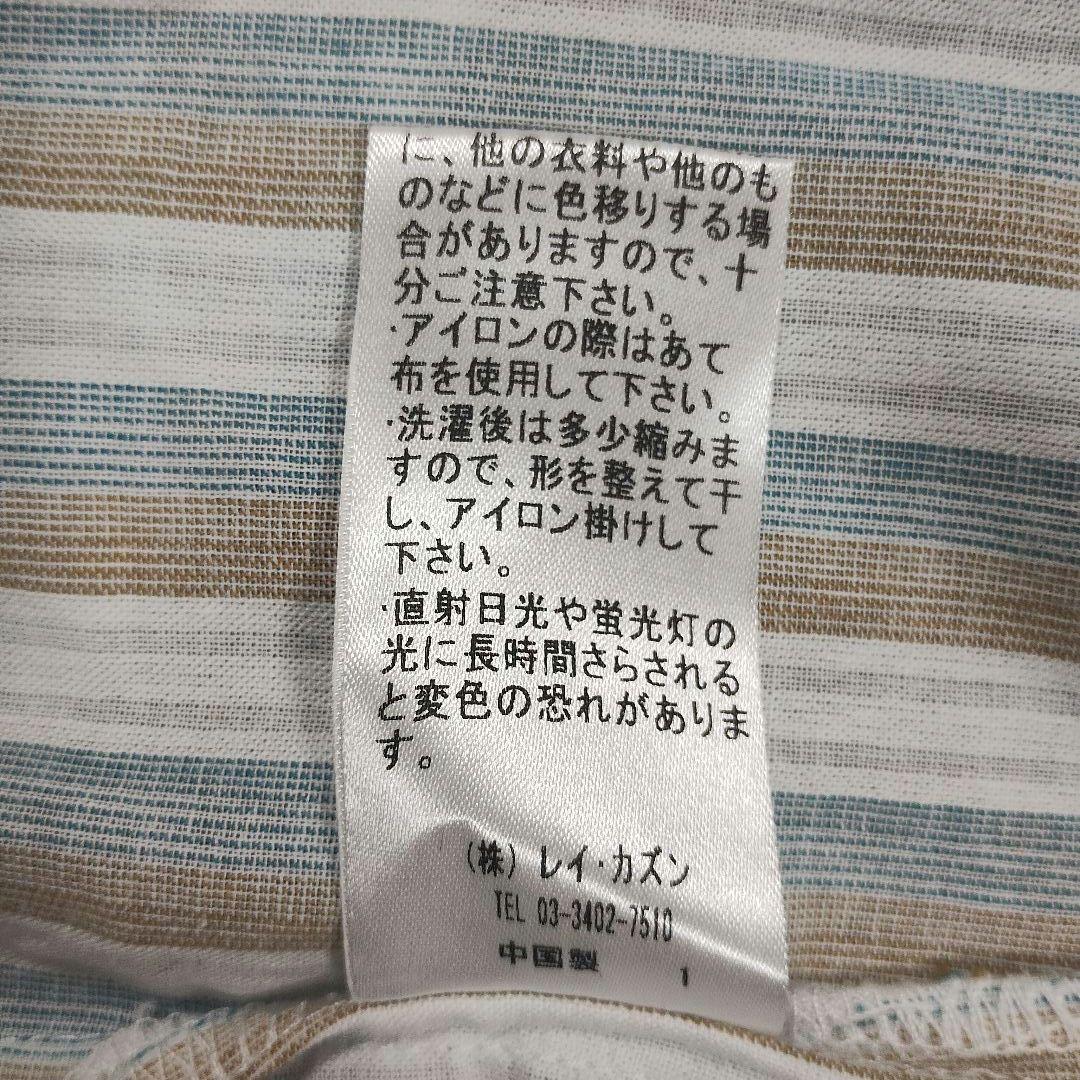 に、他の衣料や他のも
のなどに色移りする場
合がありますので、十
分ご注意下さい。
・アイロンの際はあて
布を使用して下さい。
・洗濯後は多少縮みま
すので、形を整えて干
し、アイロン掛けして
下さい。
・直射日光や蛍光灯の
光に長時間さらされる
と変色の恐れがありま
す。
(株) レイ・カズン
TEL 03-3402-7510
中国製 1